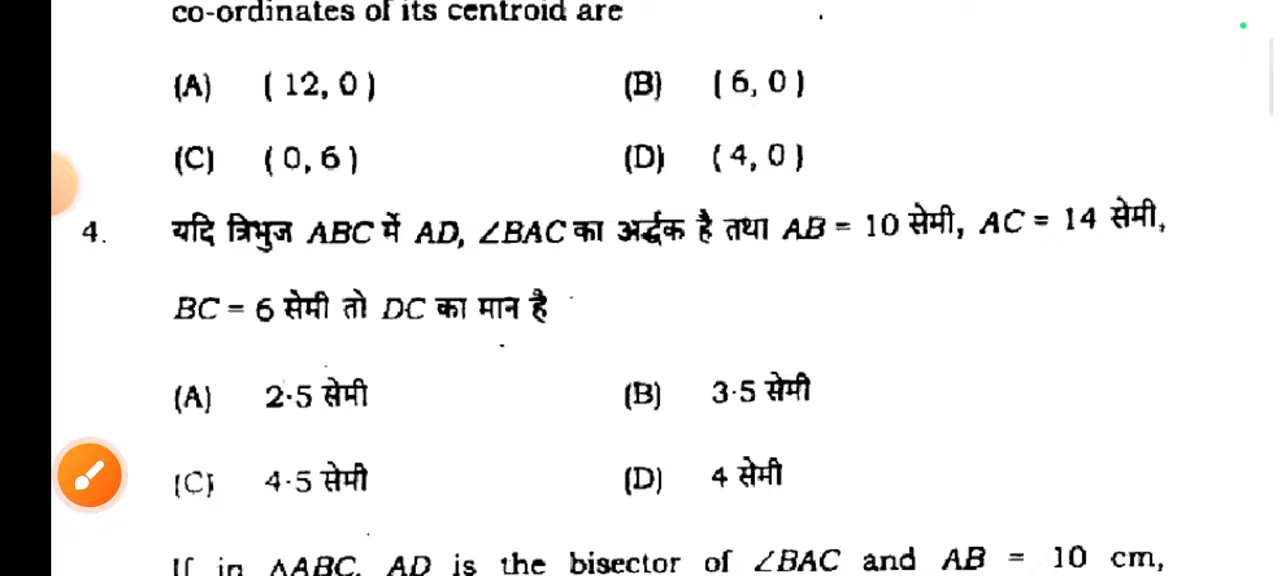 co-ordinates of its centroid are
(A) ( 12, 0 ) (B) ( 6, 0 )
(C) ( 0, 6 ) (D) ( 4, 0 )
4. यदि त्रिभुज ABC में AD, ∠BAC का अर्द्धक है तथा AB = 10 सेमी, AC = 14 सेमी,
BC = 6 सेमी तो DC का मान है
(A) 2·5 सेमी (B) 3·5 सेमी
(C) 4·5 सेमी (D) 4 सेमी
If in △ABC, AD is the bisector of ∠BAC and AB = 10 cm,